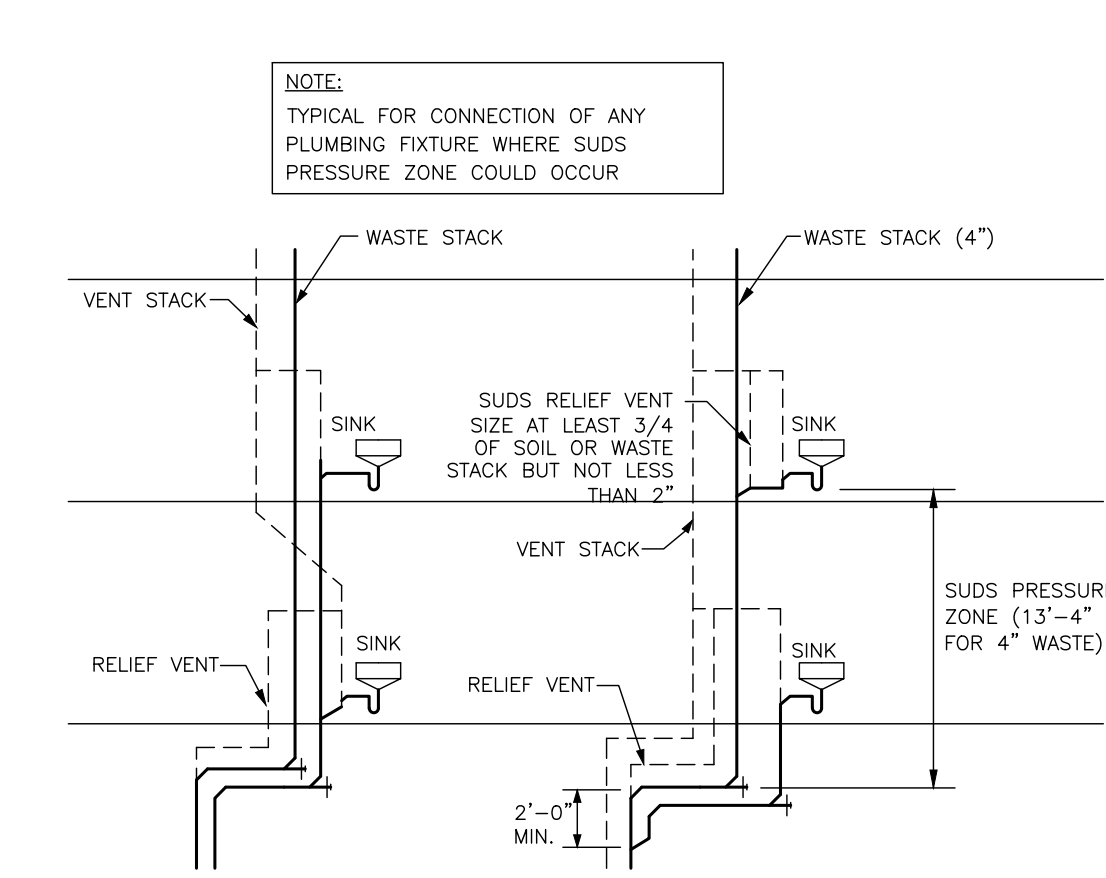 NOTE:
TYPICAL FOR CONNECTION OF ANY
PLUMBING FIXTURE WHERE SUDS
PRESSURE ZONE COULD OCCUR
WASTE STACK
WASTE STACK (4")
VENT STACK
SUDS RELIEF VENT
SIZE AT LEAST 3/4
OF SOIL OR WASTE
STACK BUT NOT LESS
THAN 2"
SINK
SINK
VENT STACK
SUDS PRESSURE
ZONE (13'-4"
FOR 4" WASTE)
SINK
SINK
RELIEF VENT
RELIEF VENT
2'-0"
MIN.